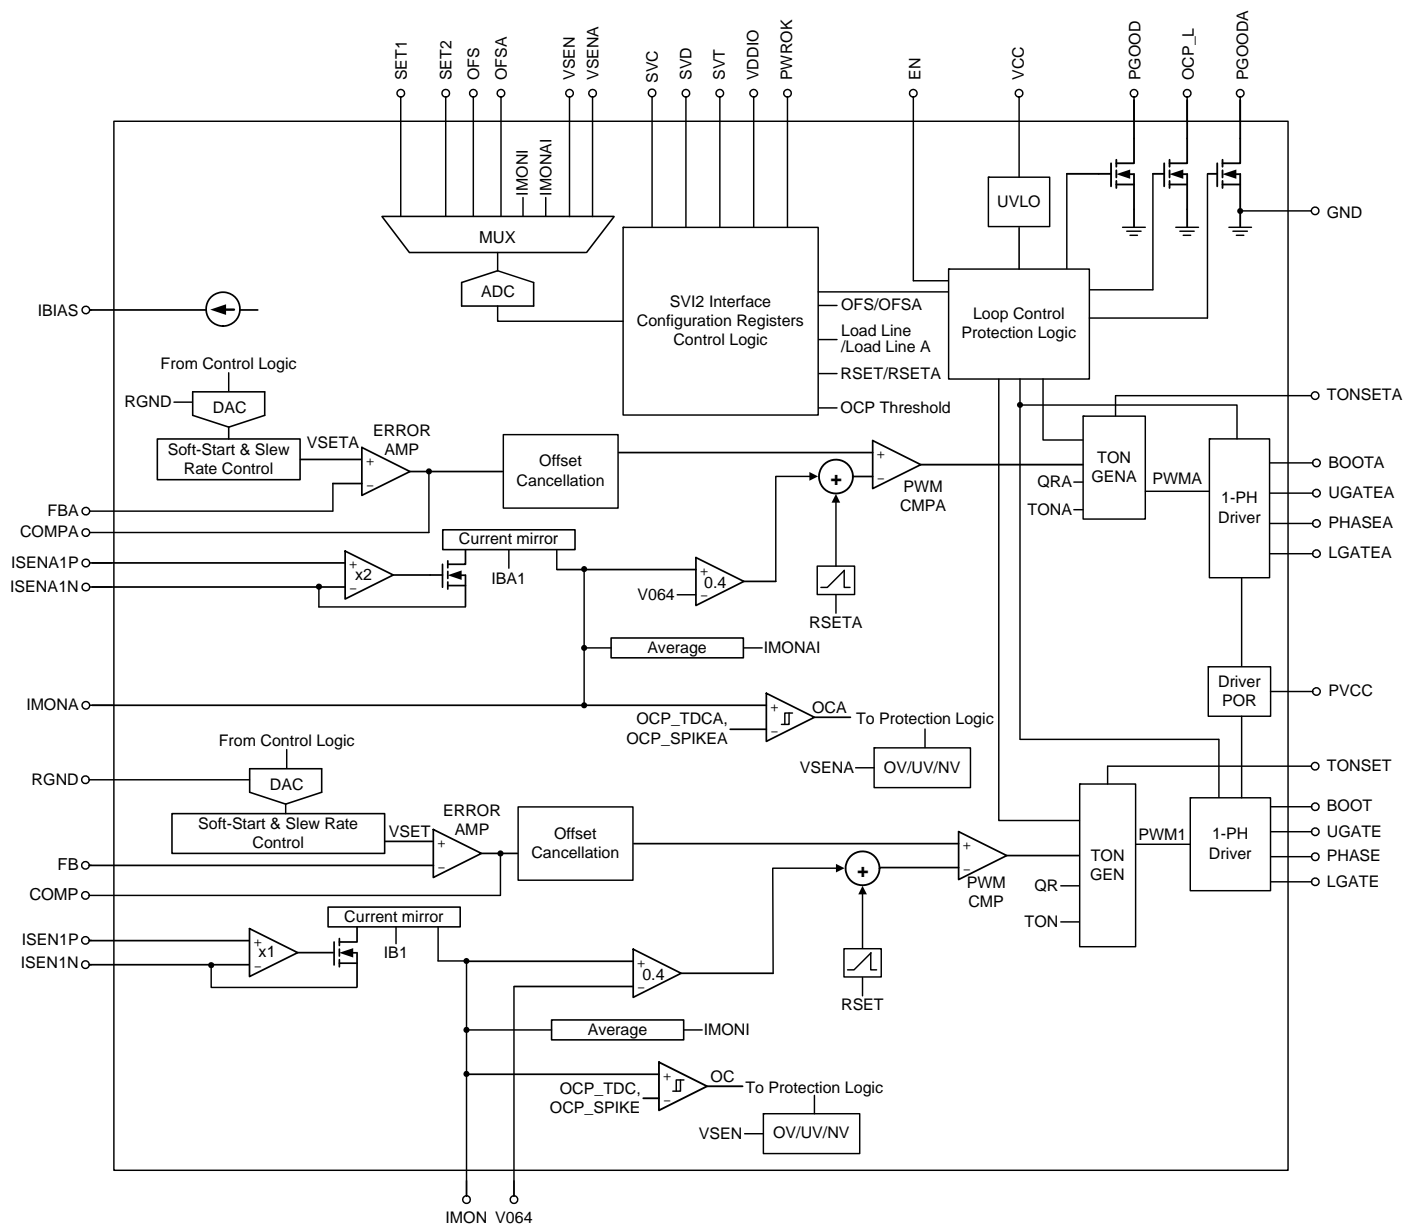 SET1
SET2
OFS
OFSA
VSEN
VSENA
SVC
SVD
SVT
VDDIO
PWROK
EN
VCC
PGOOD
OCP_L
PGOODA
IMONI
IMONAI
MUX
ADC
UVLO
GND
IBIAS
SVI2 Interface
Configuration Registers
Control Logic
OFS/OFSA
Load Line
/Load Line A
RSET/RSETA
OCP Threshold
Loop Control
Protection Logic
From Control Logic
RGND
DAC
Soft-Start & Slew
Rate Control
VSETA
ERROR
AMP
+
−
Offset
Cancellation
+
+
−
PWM
CMPA
TON
GENA
QRA
TONA
PWMA
1-PH
Driver
TONSETA
BOOTA
UGATEA
PHASEA
LGATEA
FBA
COMPA
ISENA1P
ISENA1N
+
−
x2
Current mirror
IBA1
V064
+
−
0.4
RSETA
Average
IMONAI
IMONA
OCP_TDCA,
OCP_SPIKEA
+
−
OCA
To Protection Logic
VSENA
OV/UV/NV
Driver
POR
PVCC
From Control Logic
RGND
DAC
Soft-Start & Slew Rate
Control
VSET
ERROR
AMP
+
−
Offset
Cancellation
+
+
−
PWM
CMP
TON
GEN
QR
TON
PWM1
1-PH
Driver
TONSET
BOOT
UGATE
PHASE
LGATE
FB
COMP
ISEN1P
ISEN1N
+
−
x1
Current mirror
IB1
+
−
0.4
RSET
Average
IMONI
OCP_TDC,
OCP_SPIKE
+
−
OC
To Protection Logic
VSEN
OV/UV/NV
IMON
V064